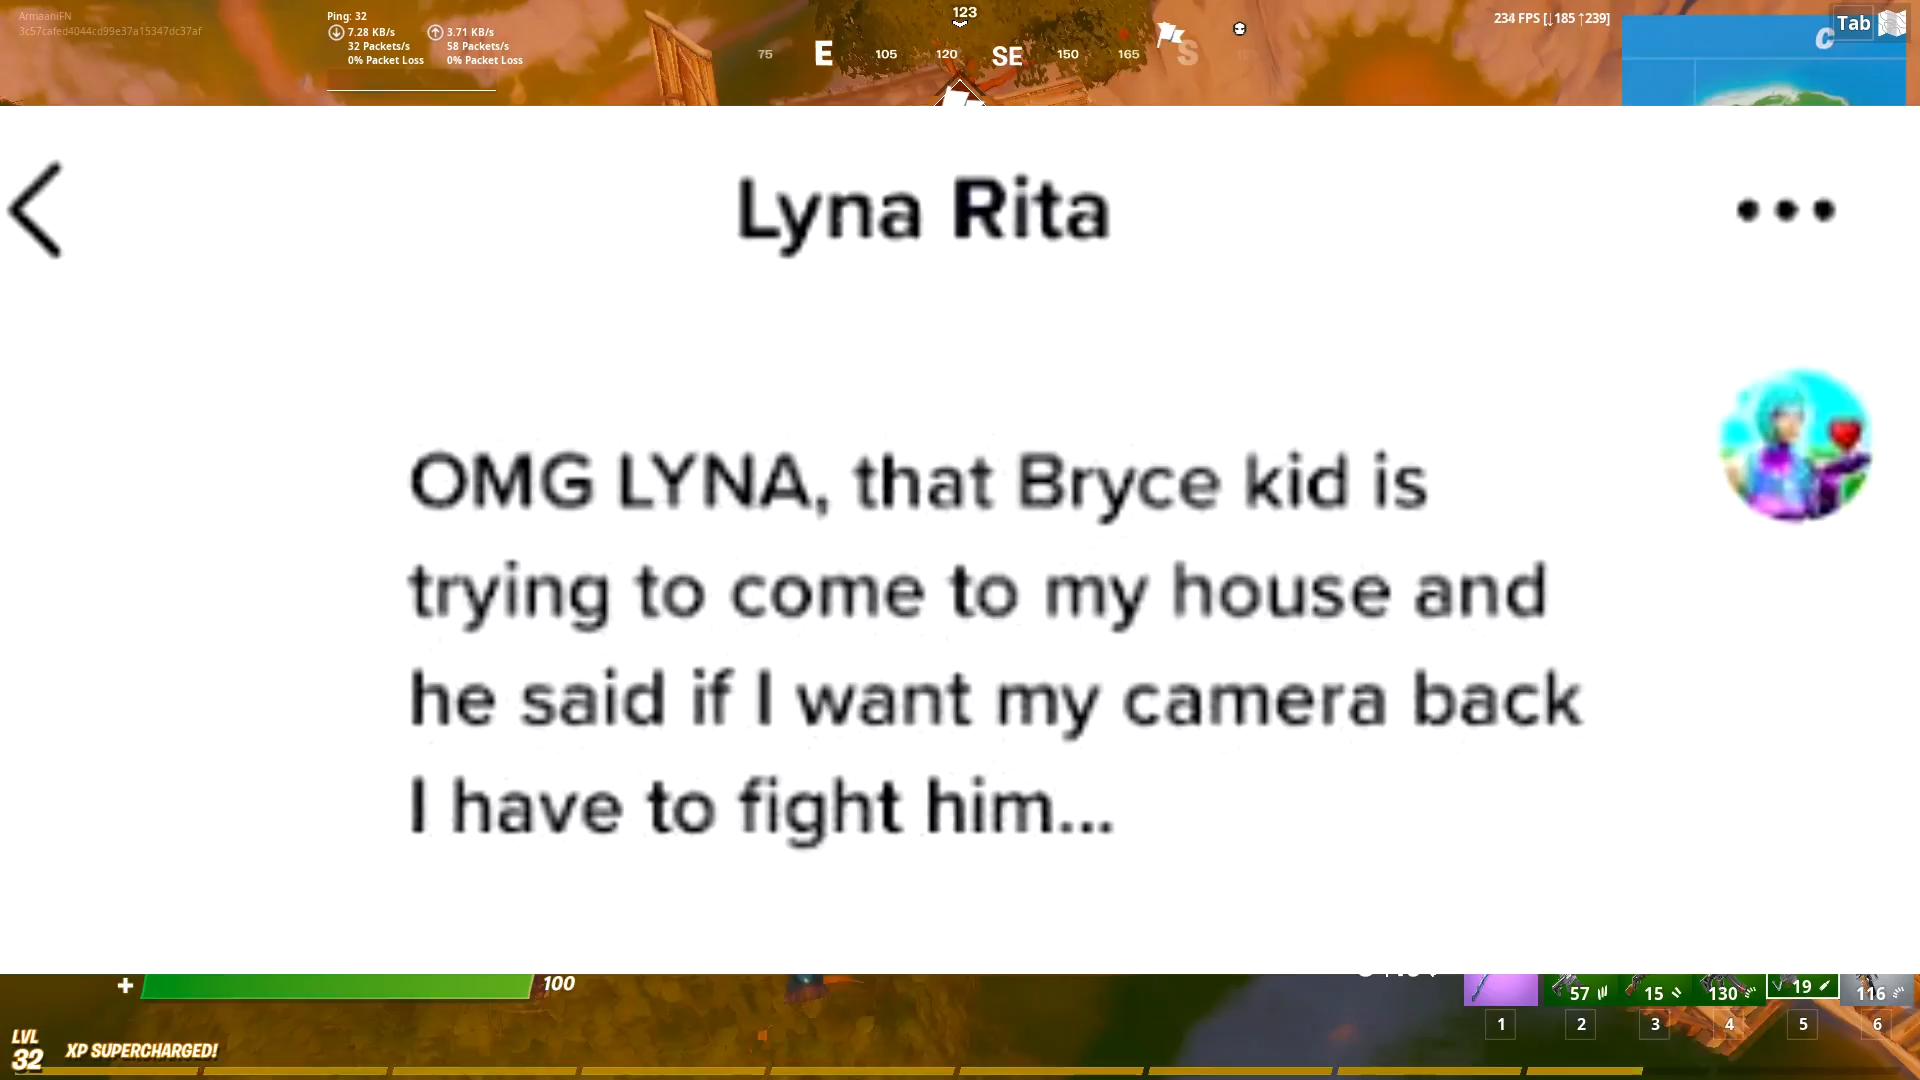 ArmaaniFN
3c57cafed4044cd99e37a15347dc37af
Ping: 32
7.28 KB/s 3.71 KB/s
32 Packets/s 58 Packets/s
0% Packet Loss 0% Packet Loss
123
75 E 105 120 SE 150 165 S
234 FPS [↓185 ↑239]
C
Tab
Lyna Rita
OMG LYNA, that Bryce kid is
trying to come to my house and
he said if I want my camera back
I have to fight him...
100
57 15 130 19 116
1 2 3 4 5 6
LVL
32 XP SUPERCHARGED!